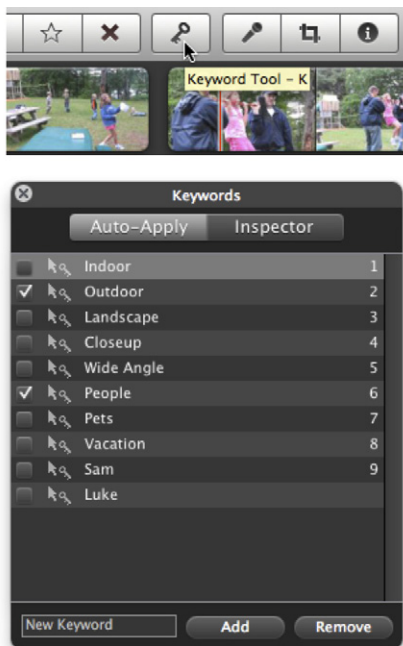 Keyword Tool - K
Keywords
Auto-Apply Inspector
Indoor 1
Outdoor 2
Landscape 3
Closeup 4
Wide Angle 5
People 6
Pets 7
Vacation 8
Sam 9
Luke
New Keyword Add Remove